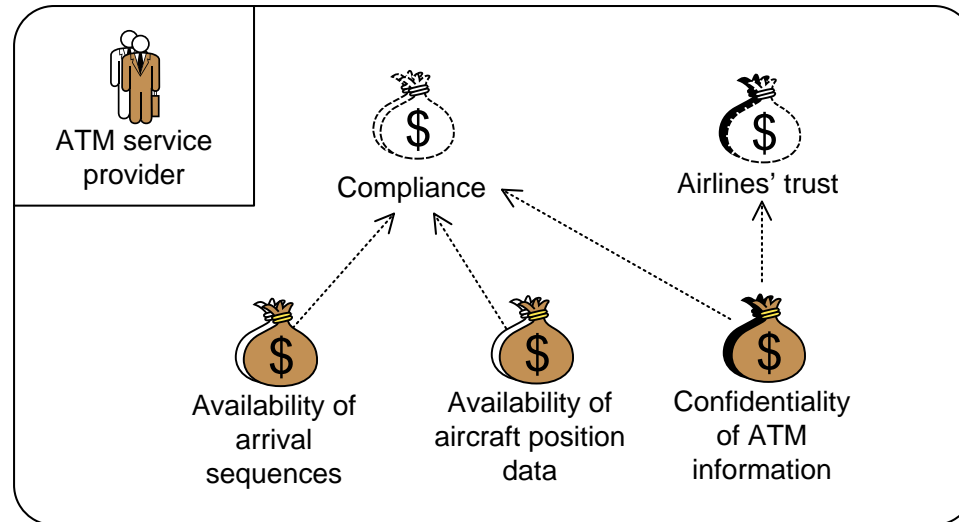 ATM service
provider
$
Compliance
$
Airlines’ trust
$
Availability of
arrival
sequences
$
Availability of
aircraft position
data
$
Confidentiality
of ATM
information